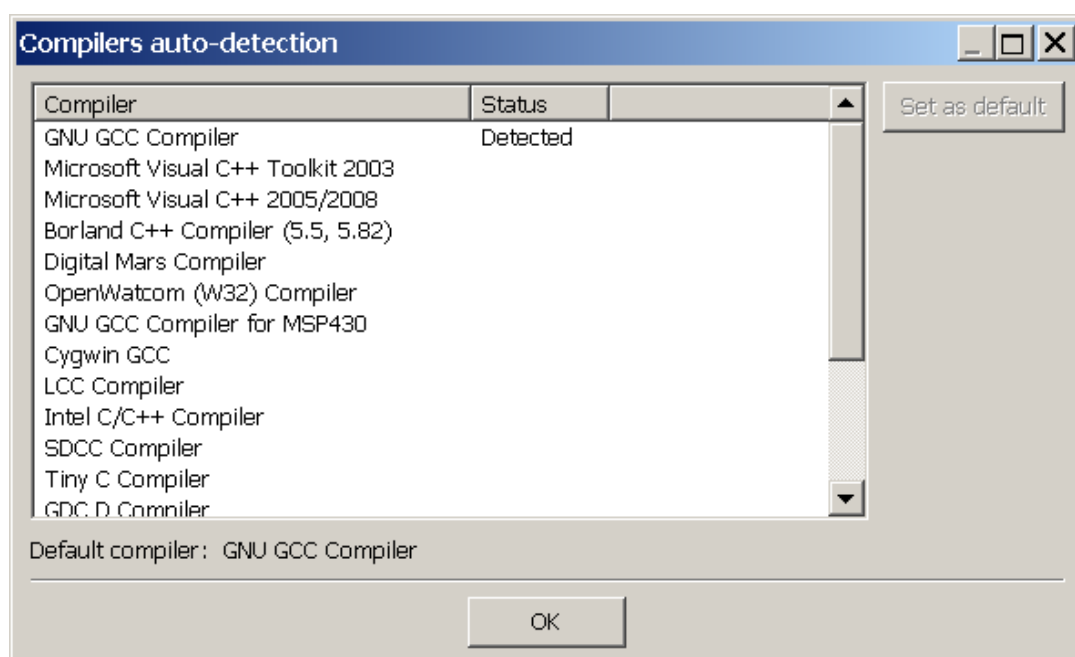 Compilers auto-detection
Compiler Status
Set as default
GNU GCC Compiler Detected
Microsoft Visual C++ Toolkit 2003
Microsoft Visual C++ 2005/2008
Borland C++ Compiler (5.5, 5.82)
Digital Mars Compiler
OpenWatcom (W32) Compiler
GNU GCC Compiler for MSP430
Cygwin GCC
LCC Compiler
Intel C/C++ Compiler
SDCC Compiler
Tiny C Compiler
GDC D Compiler
Default compiler: GNU GCC Compiler
OK